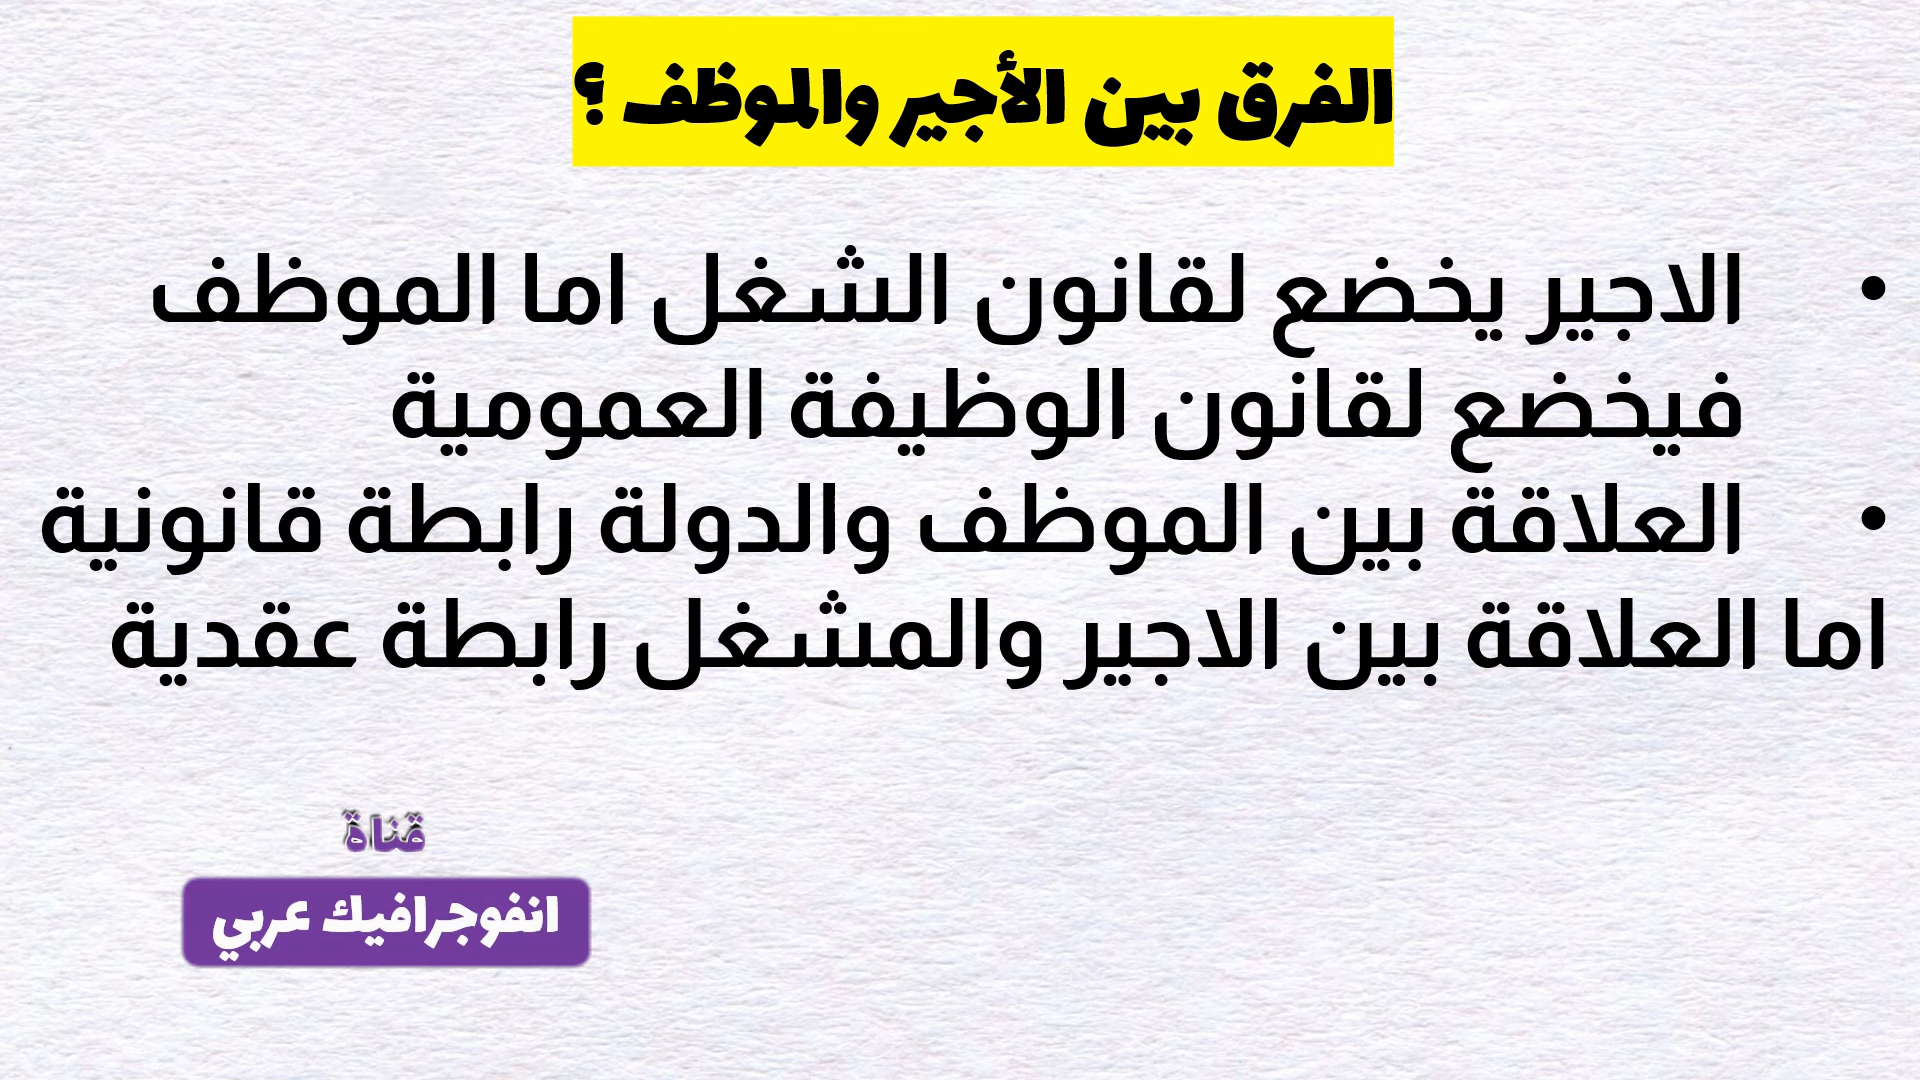 الفرق بين الأجير والموظف ؟
• الاجير يخضع لقانون الشغل اما الموظف
فيخضع لقانون الوظيفة العمومية
• العلاقة بين الموظف والدولة رابطة قانونية
اما العلاقة بين الاجير والمشغل رابطة عقدية
قناة
انفوجرافيك عربي